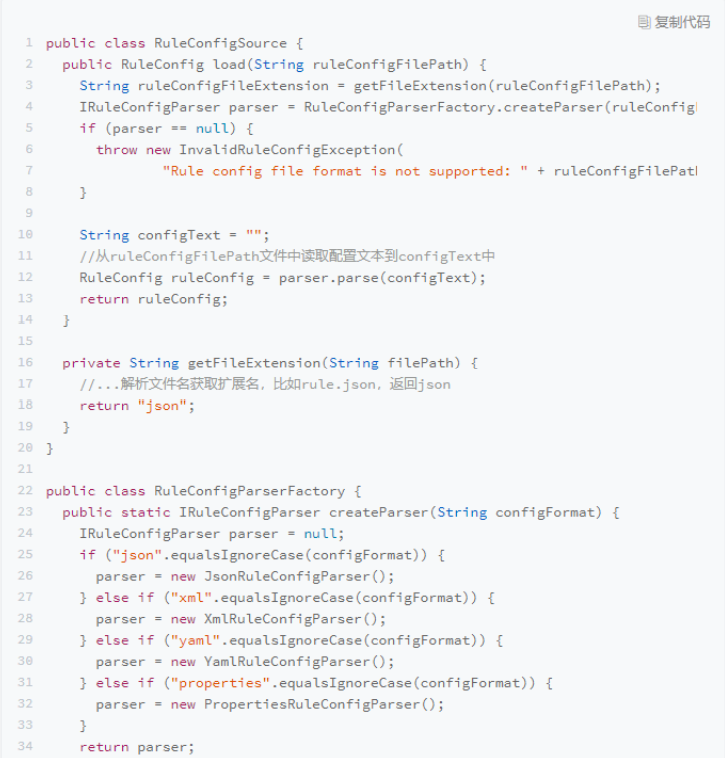 复制代码
1 public class RuleConfigSource {
2   public RuleConfig load(String ruleConfigFilePath) {
3     String ruleConfigFileExtension = getFileExtension(ruleConfigFilePath);
4     IRuleConfigParser parser = RuleConfigParserFactory.createParser(ruleConfig
5     if (parser == null) {
6       throw new InvalidRuleConfigException(
7               "Rule config file format is not supported: " + ruleConfigFilePat
8     }
9
10     String configText = "";
11     //从ruleConfigFilePath文件中读取配置文本到configText中
12     RuleConfig ruleConfig = parser.parse(configText);
13     return ruleConfig;
14   }
15
16   private String getFileExtension(String filePath) {
17     //...解析文件名获取扩展名，比如rule.json，返回json
18     return "json";
19   }
20 }
21
22 public class RuleConfigParserFactory {
23   public static IRuleConfigParser createParser(String configFormat) {
24     IRuleConfigParser parser = null;
25     if ("json".equalsIgnoreCase(configFormat)) {
26       parser = new JsonRuleConfigParser();
27     } else if ("xml".equalsIgnoreCase(configFormat)) {
28       parser = new XmlRuleConfigParser();
29     } else if ("yaml".equalsIgnoreCase(configFormat)) {
30       parser = new YamlRuleConfigParser();
31     } else if ("properties".equalsIgnoreCase(configFormat)) {
32       parser = new PropertiesRuleConfigParser();
33     }
34     return parser;